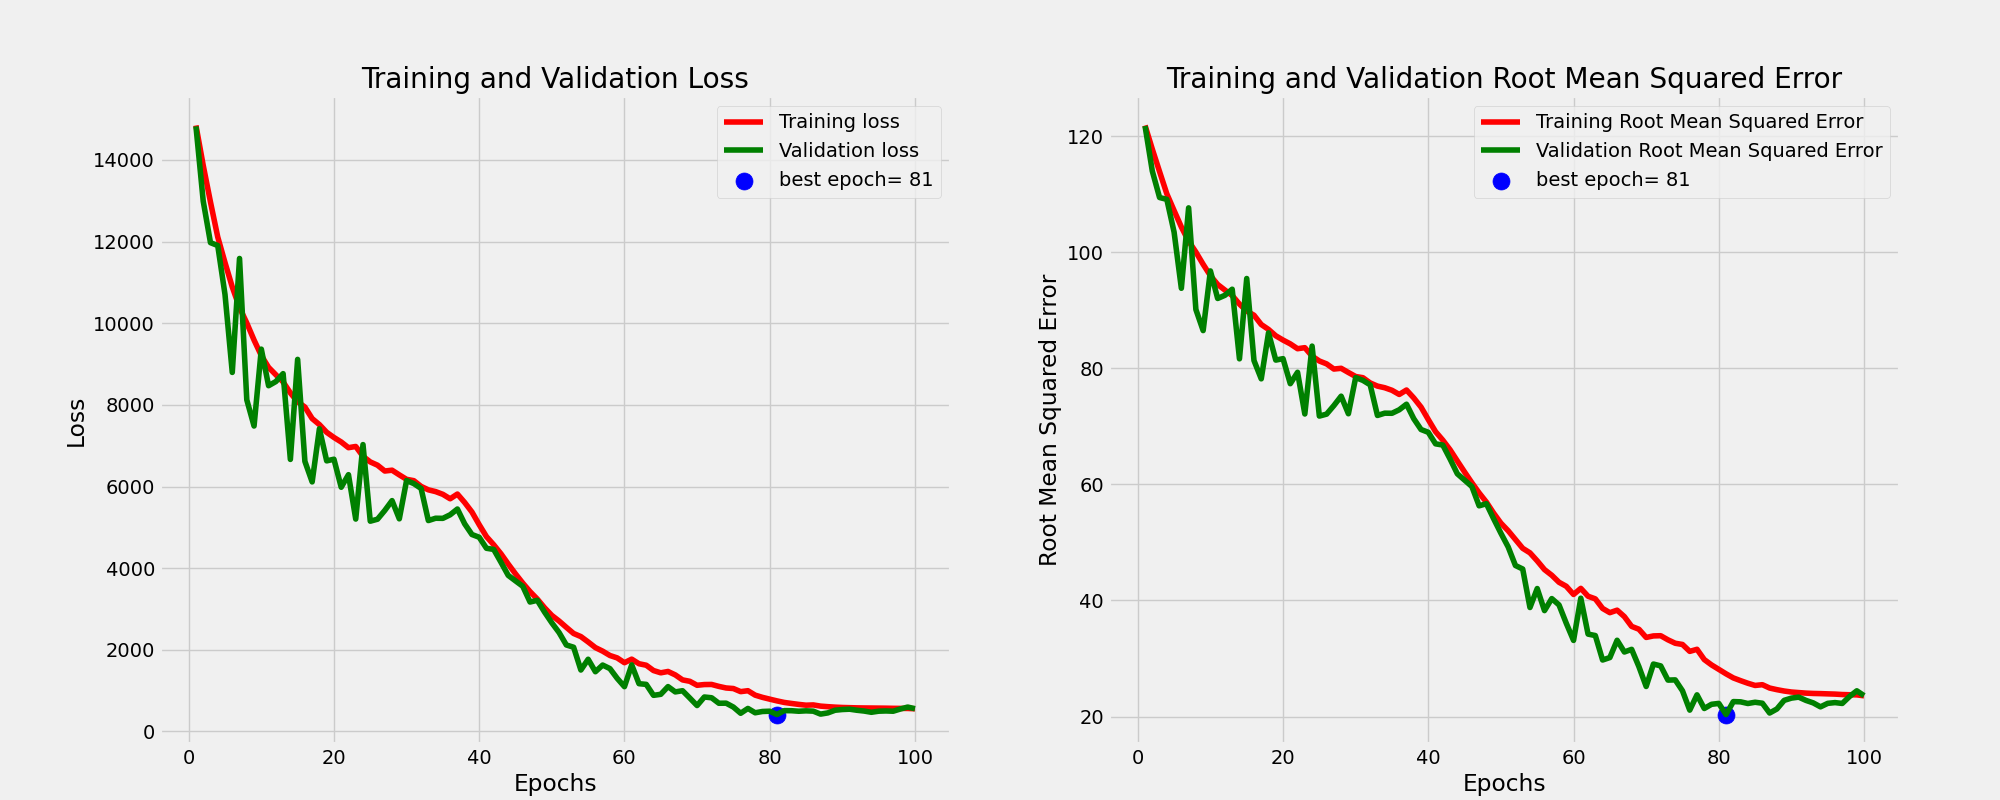 Training and Validation Loss
Training loss
Validation loss
best epoch= 81
14000
12000
10000
8000
6000
4000
2000
0
Loss
0 20 40 60 80 100
Epochs
Training and Validation Root Mean Squared Error
Training Root Mean Squared Error
Validation Root Mean Squared Error
best epoch= 81
120
100
80
60
40
20
Root Mean Squared Error
0 20 40 60 80 100
Epochs